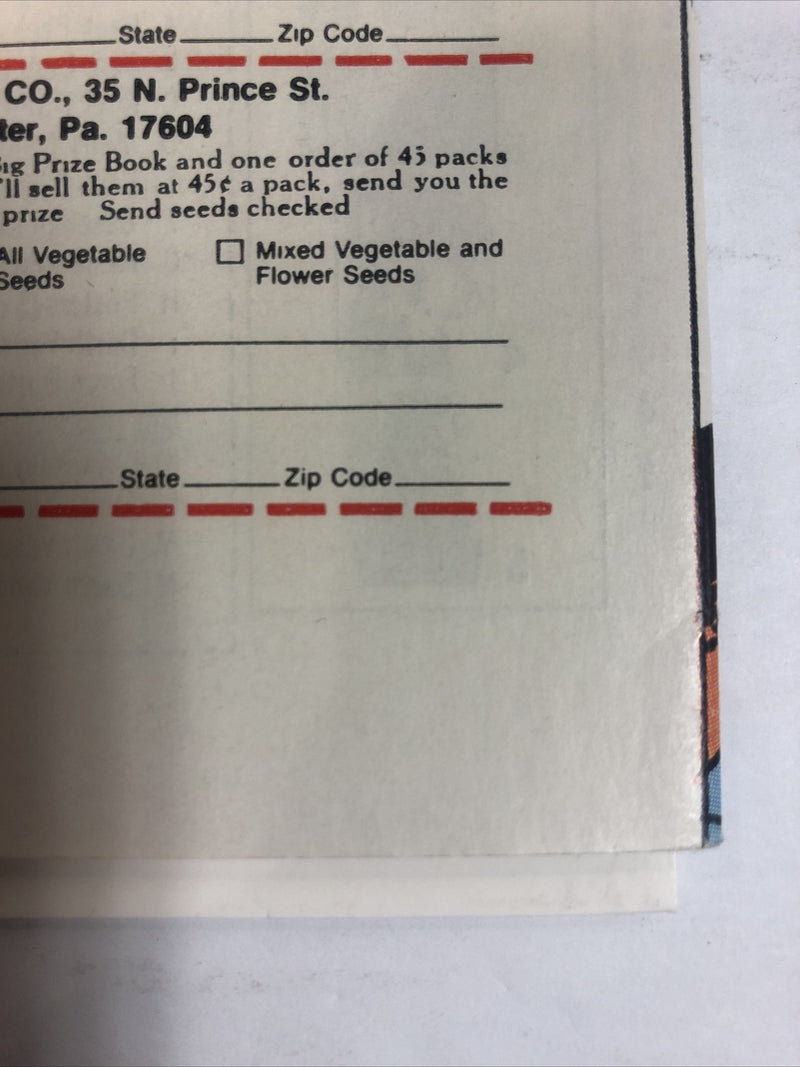 State Zip Code
CO., 35 N. Prince St.
ter, Pa. 17604
ig Prize Book and one order of 45 packs
'll sell them at 45¢ a pack, send you the
prize Send seeds checked
All Vegetable
Seeds
Mixed Vegetable and
Flower Seeds
State Zip Code